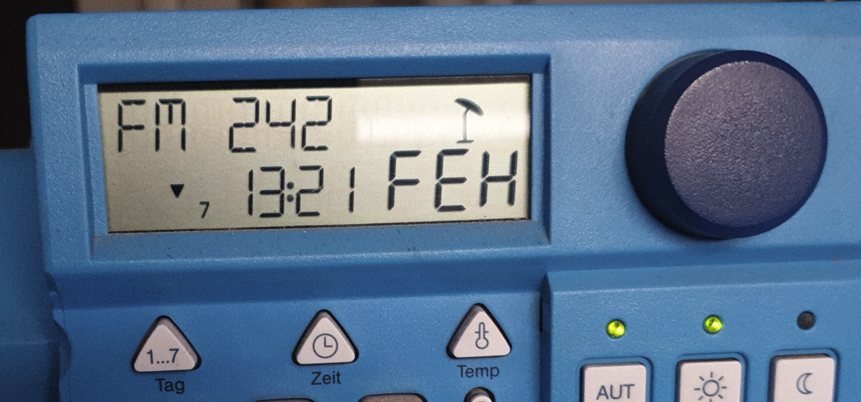 FM 242
7 13:21 FEH
1...7
Tag
Zeit
Temp
AUT